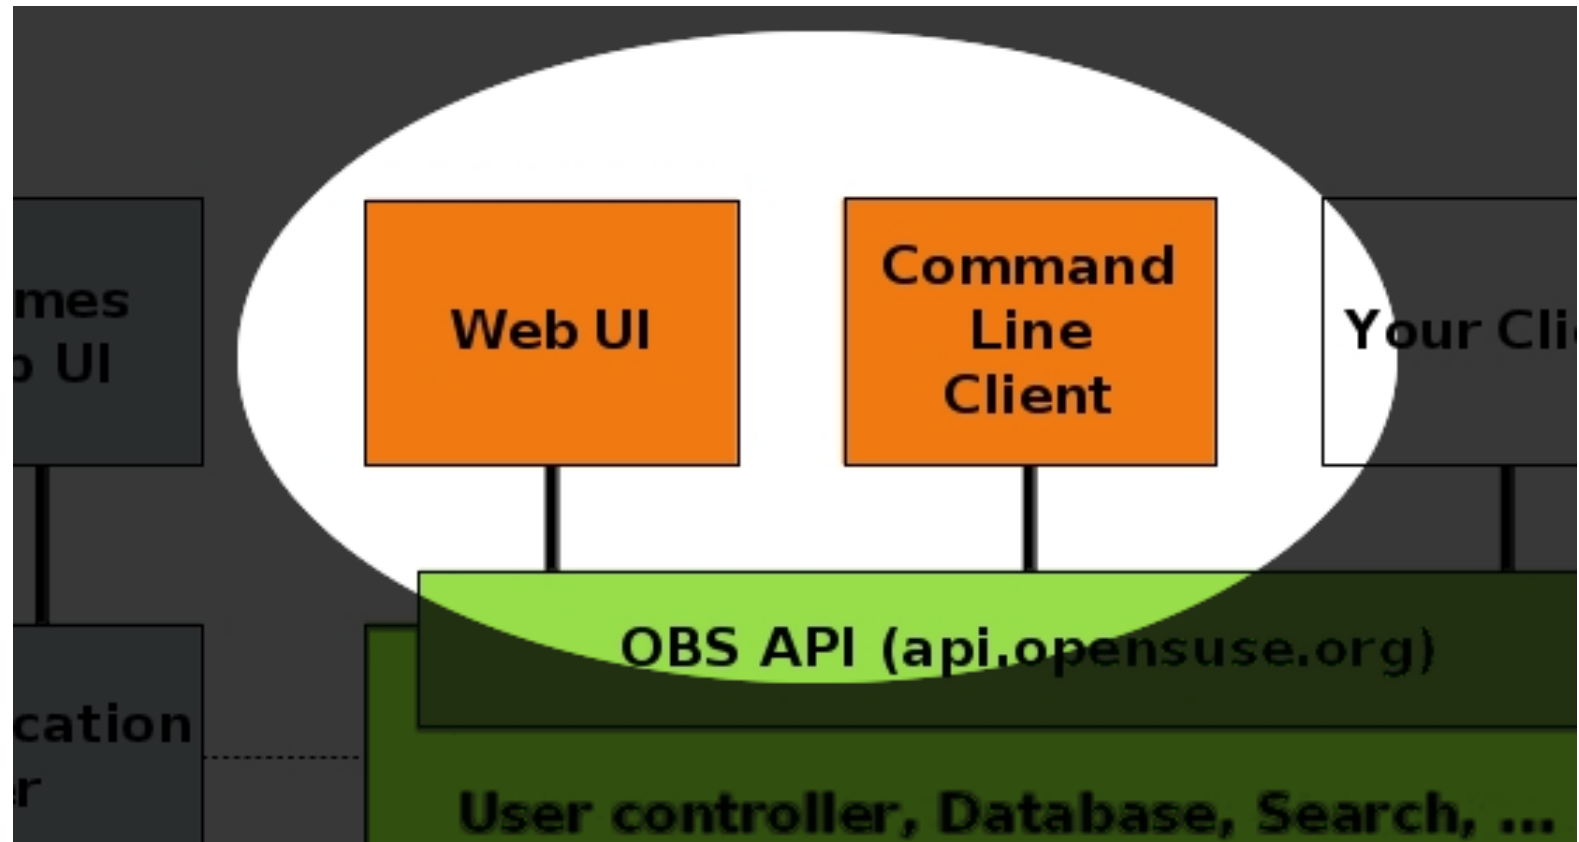 mes
UI
Web UI
Command
Line
Client
Your Cli
OBS API (api.opensuse.org)
cation
r
User controller, Database, Search, ...